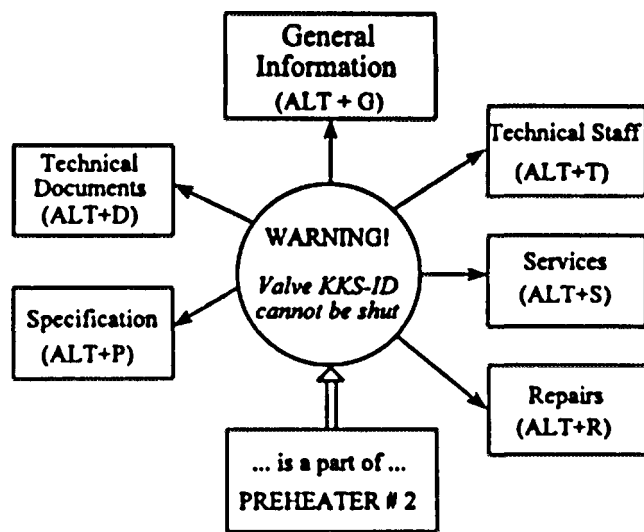 General
Information
(ALT + G)
Technical Staff
(ALT+T)
Technical
Documents
(ALT+D)
WARNING!
Valve KKS-ID
cannot be shut
Services
(ALT+S)
Specification
(ALT+P)
Repairs
(ALT+R)
... is a part of ...
PREHEATER # 2